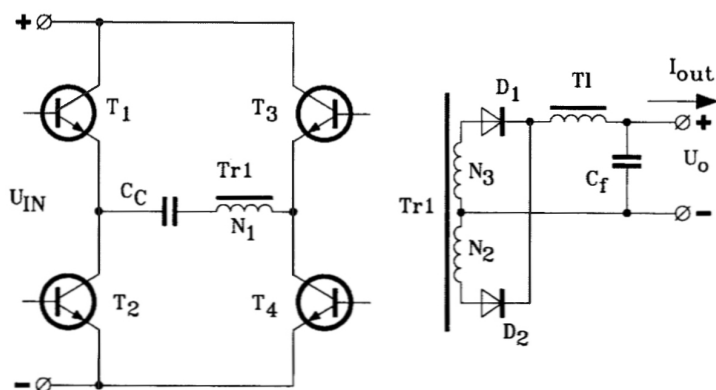 +
T1
T3
Tr1
CC
N1
UIN
T2
T4
−
D1
Tl
Iout
+
N3
Cf
Uo
Tr1
−
N2
D2